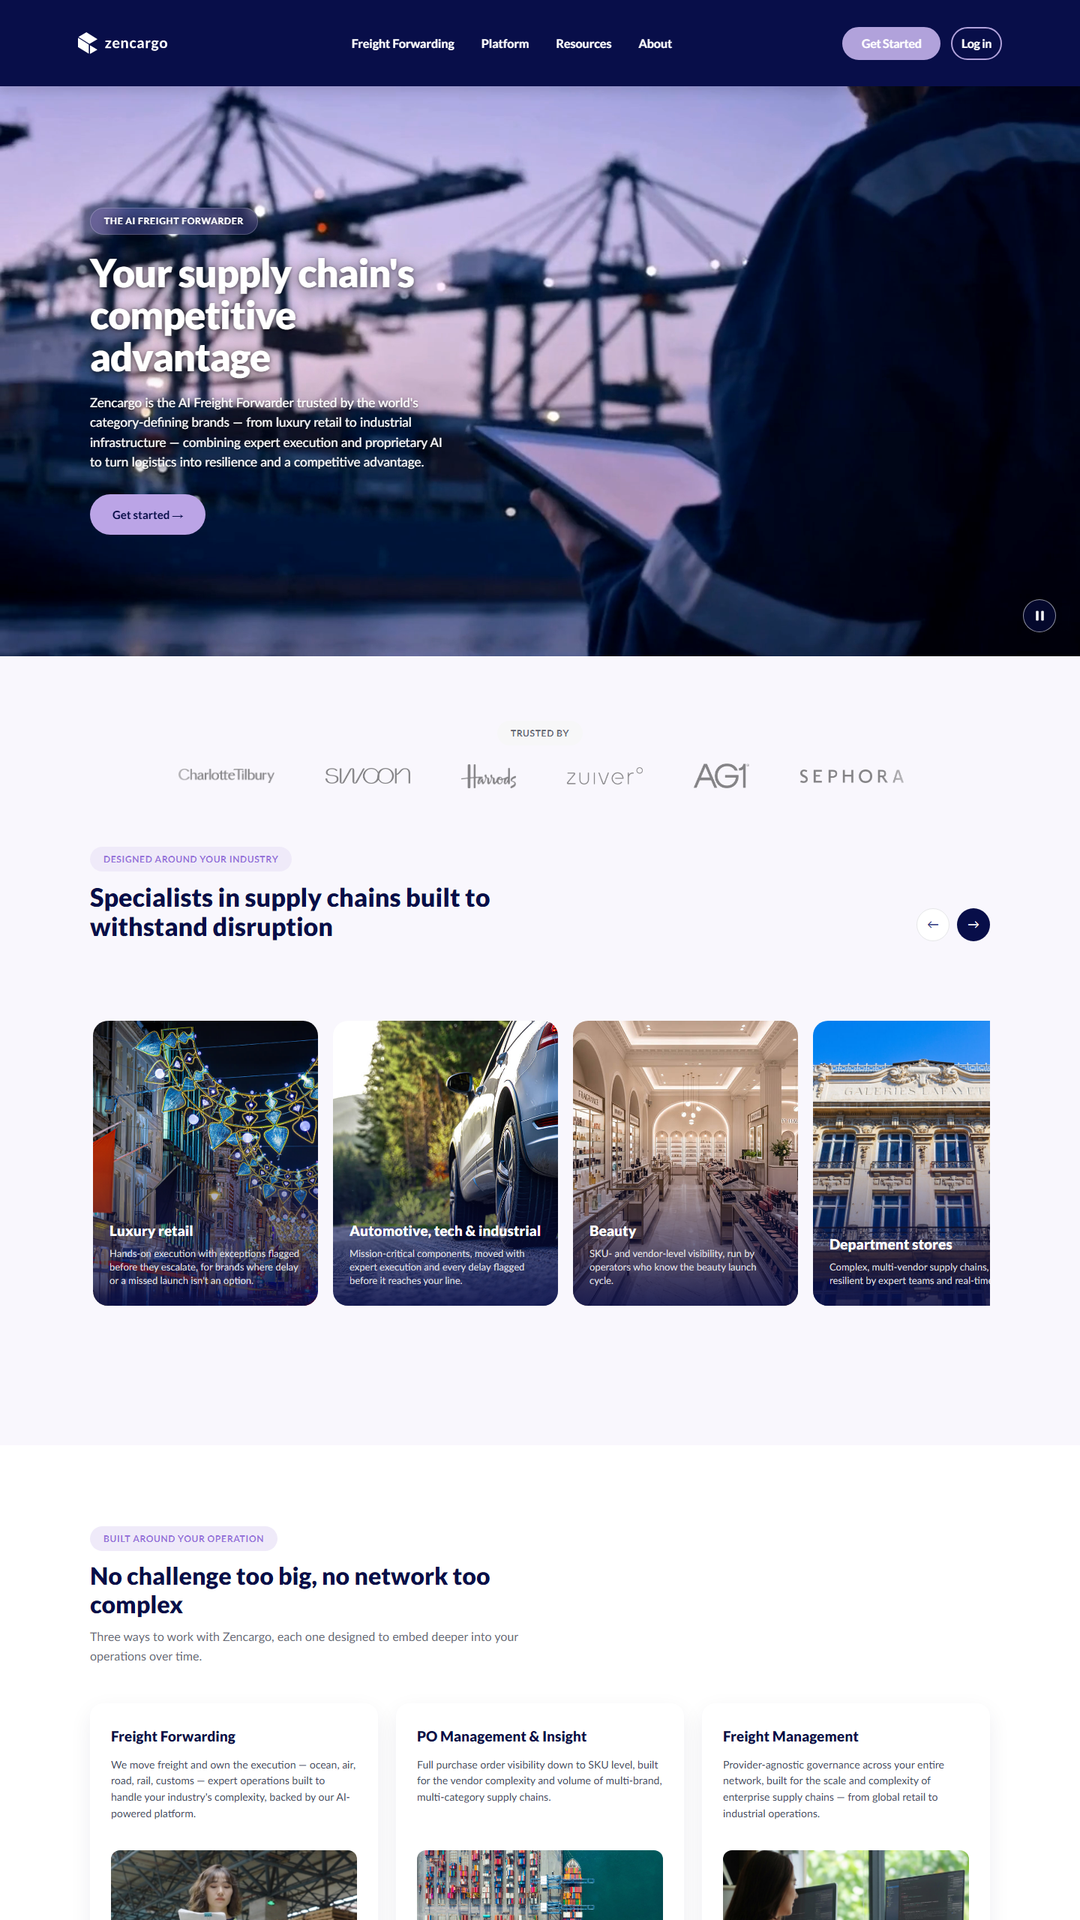 zencargo
Freight Forwarding
Platform
Resources
About
Get Started
Log in
THE AI FREIGHT FORWARDER
Your supply chain's
competitive
advantage
Zencargo is the AI Freight Forwarder trusted by the world's
category-defining brands — from luxury retail to industrial
infrastructure — combining expert execution and proprietary AI
to turn logistics into resilience and a competitive advantage.
Get started →
TRUSTED BY
CharlotteTilbury
SWOON
Harrods
zuiver°
AG1
SEPHORA
DESIGNED AROUND YOUR INDUSTRY
Specialists in supply chains built to
withstand disruption
GALERIES LAFAYET
Luxury retail
Hands-on execution with exceptions flagged
before they escalate, for brands where delay
or a missed launch isn't an option.
Automotive, tech & industrial
Mission-critical components, moved with
expert execution and every delay flagged
before it reaches your line.
Beauty
SKU- and vendor-level visibility, run by
operators who know the beauty launch
cycle.
Department stores
Complex, multi-vendor supply chains,
resilient by expert teams and real-time
BUILT AROUND YOUR OPERATION
No challenge too big, no network too
complex
Three ways to work with Zencargo, each one designed to embed deeper into your
operations over time.
Freight Forwarding
We move freight and own the execution — ocean, air,
road, rail, customs — expert operations built to
handle your industry's complexity, backed by our AI-
powered platform.
PO Management & Insight
Full purchase order visibility down to SKU level, built
for the vendor complexity and volume of multi-brand,
multi-category supply chains.
Freight Management
Provider-agnostic governance across your entire
network, built for the scale and complexity of
enterprise supply chains — from global retail to
industrial operations.